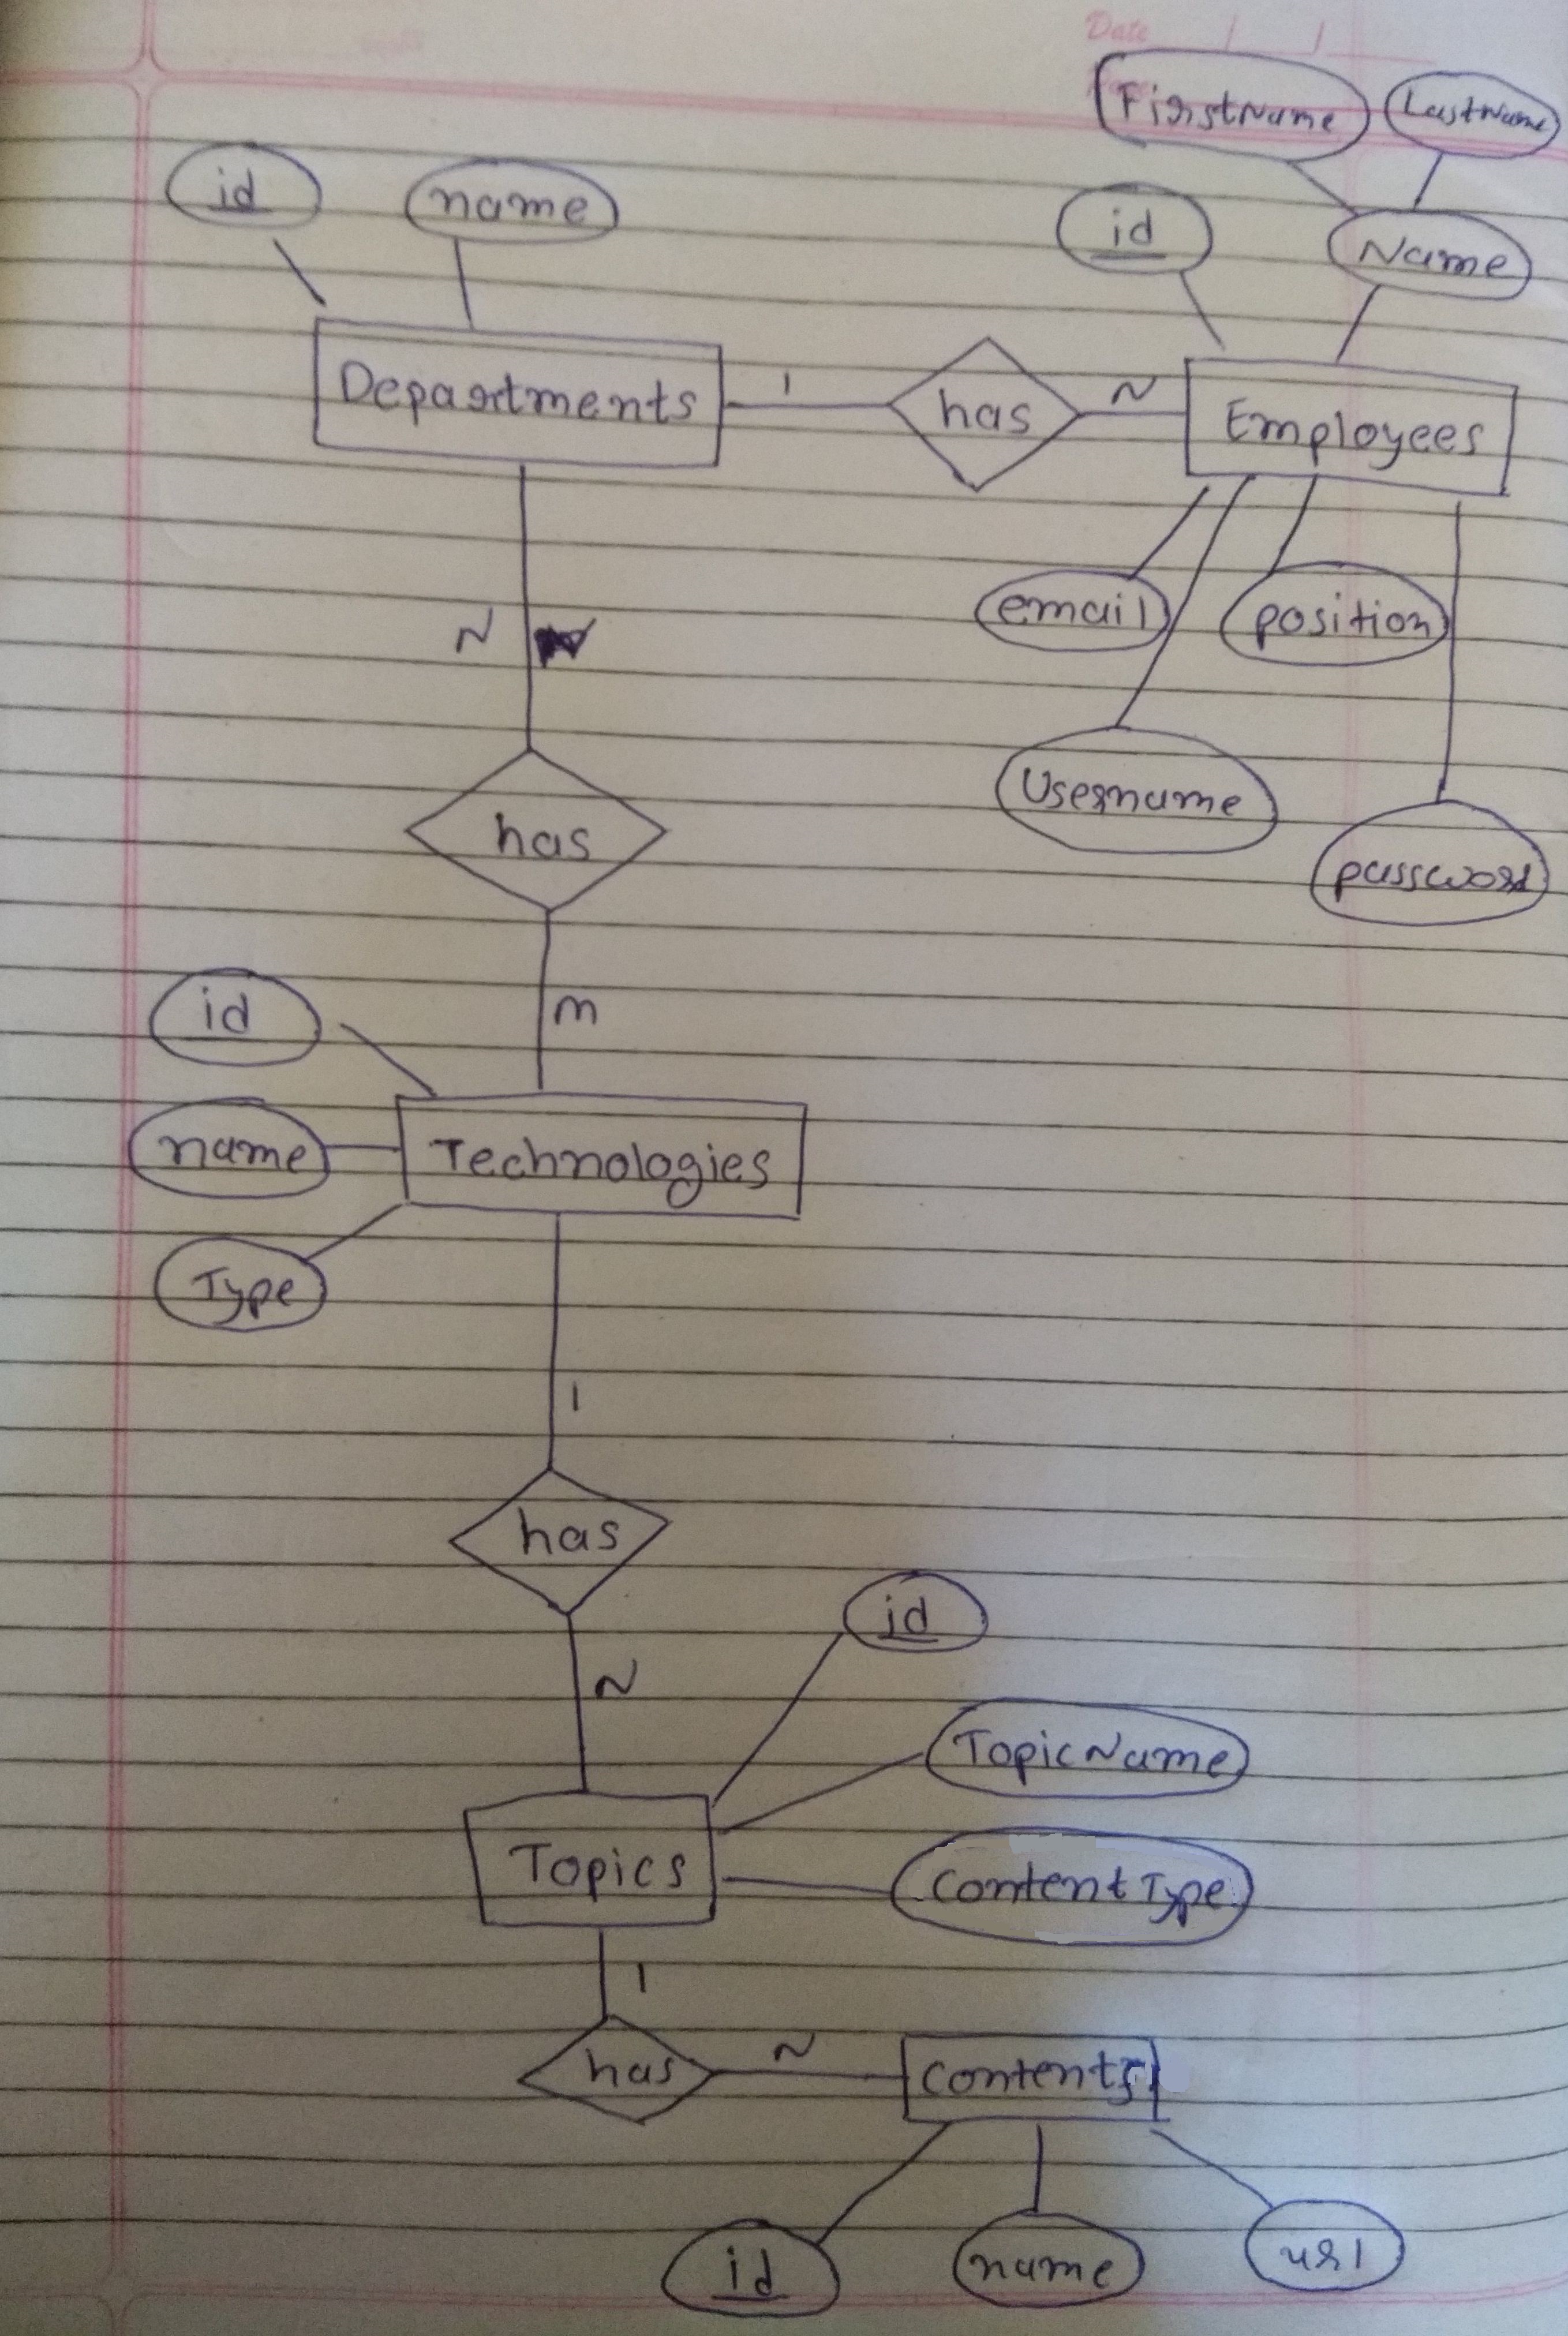 Date / /
FirstName LastName
id name id Name
Departments 1 has N Employees
email position
N
Username
has password
id m
name Technologies
Type
1
has
id
N
TopicName
Topics ContentType
1
has N Contents
id name url